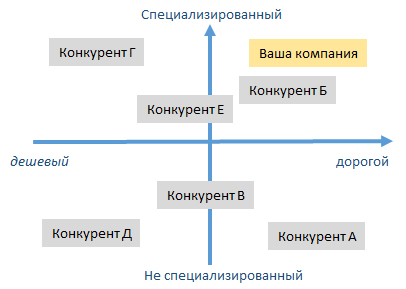 Специализированный
Конкурент Г
Ваша компания
Конкурент Б
Конкурент Е
дешевый
дорогой
Конкурент В
Конкурент Д
Конкурент А
Не специализированный